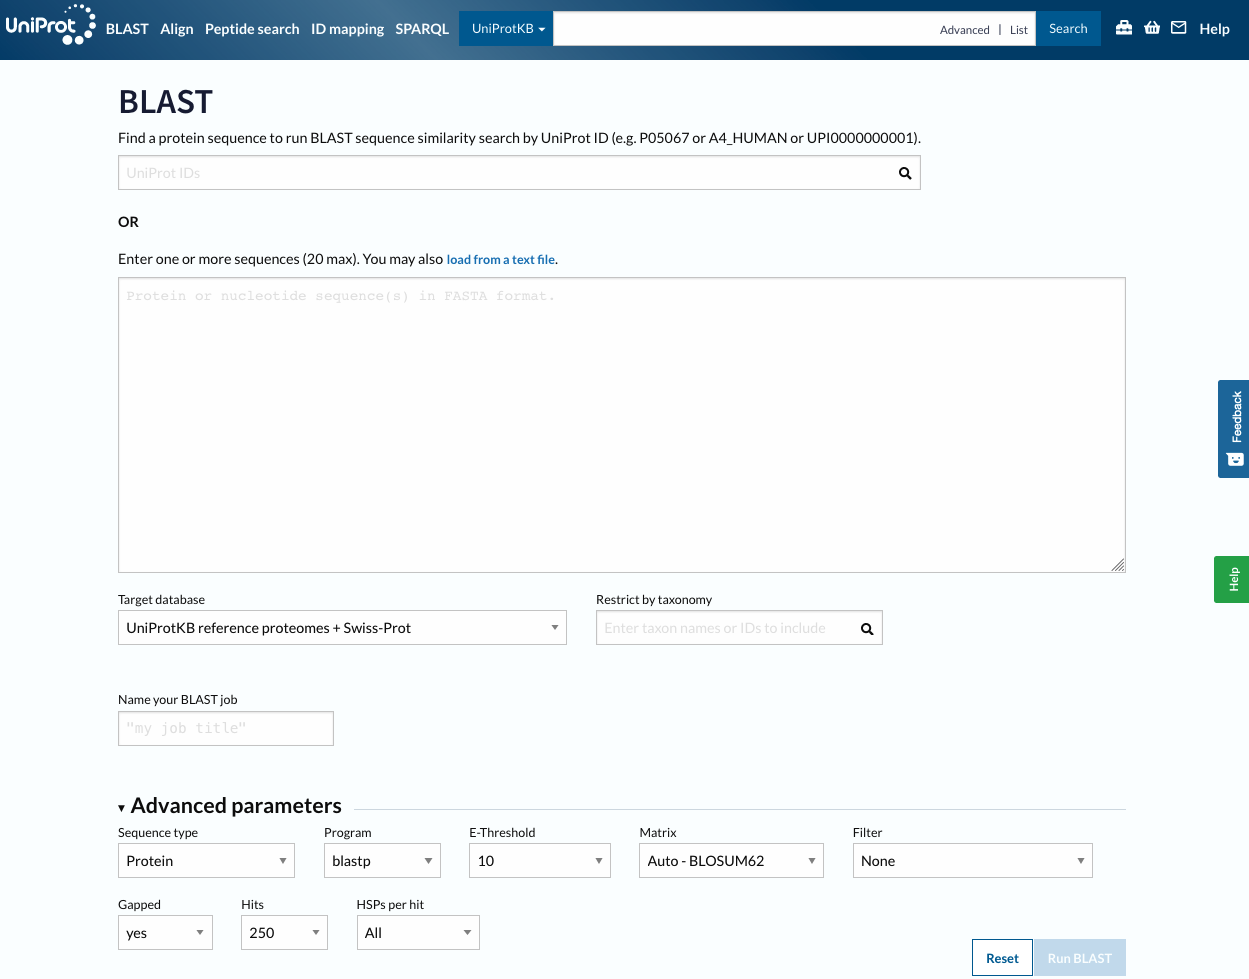 UniProt BLAST Align Peptide search ID mapping SPARQL UniProtKB Advanced | List Search Help
BLAST
Find a protein sequence to run BLAST sequence similarity search by UniProt ID (e.g. P05067 or A4_HUMAN or UPI0000000001).
UniProt IDs
OR
Enter one or more sequences (20 max). You may also load from a text file.
Protein or nucleotide sequence(s) in FASTA format.
Feedback
Help
Target database Restrict by taxonomy
UniProtKB reference proteomes + Swiss-Prot Enter taxon names or IDs to include
Name your BLAST job
"my job title"
Advanced parameters
Sequence type Program E-Threshold Matrix Filter
Protein blastp 10 Auto - BLOSUM62 None
Gapped Hits HSPs per hit
yes 250 All
Reset Run BLAST